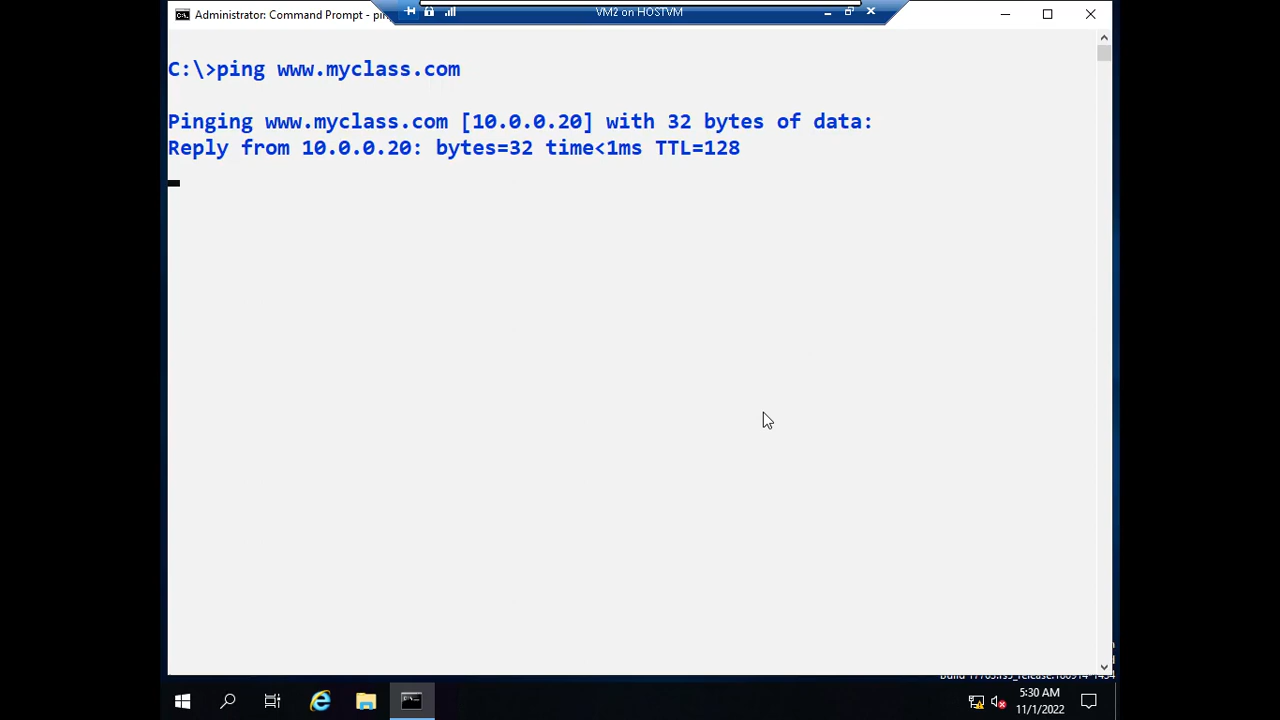 Administrator: Command Prompt - pin
VM2 on HOSTVM
C:\>ping www.myclass.com
Pinging www.myclass.com [10.0.0.20] with 32 bytes of data:
Reply from 10.0.0.20: bytes=32 time<1ms TTL=128
5:30 AM
11/1/2022